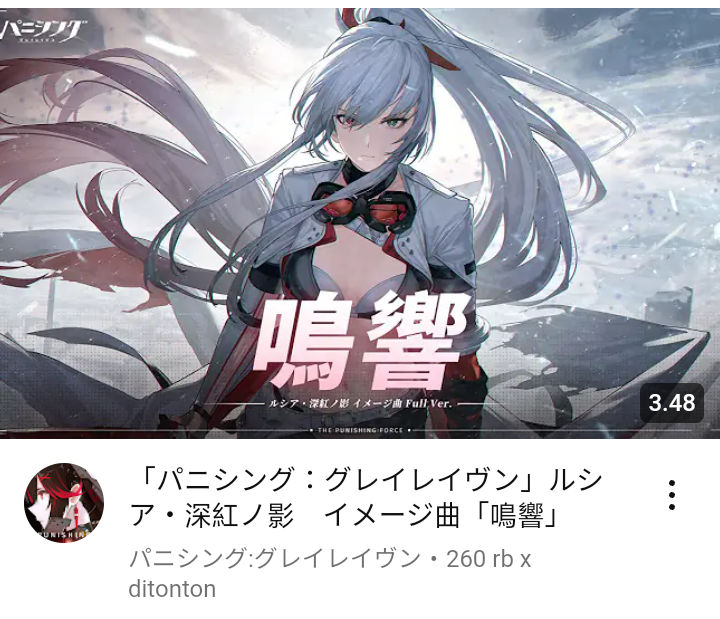 パニシング
鳴響
ルシア・深紅ノ影 イメージ曲 Full Ver.
• THE PUNISHING FORCE •
3.48
「パニシング：グレイレイヴン」ルシ
ア・深紅ノ影　イメージ曲「鳴響」
パニシング:グレイレイヴン • 260 rb x
ditonton